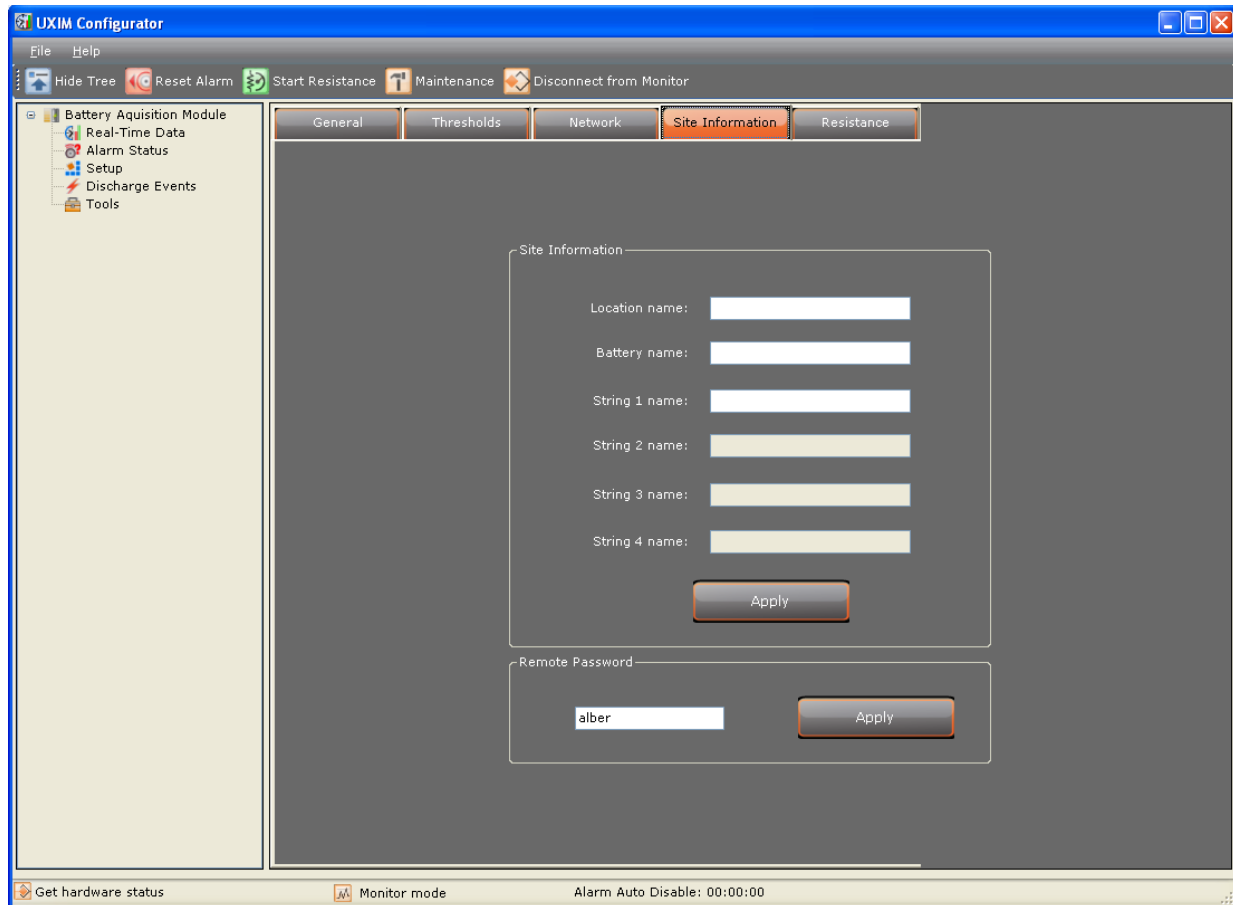 UXIM Configurator
File Help
Hide Tree Reset Alarm Start Resistance Maintenance Disconnect from Monitor
Battery Aquisition Module
Real-Time Data
Alarm Status
Setup
Discharge Events
Tools
General Thresholds Network Site Information Resistance
Site Information
Location name:
Battery name:
String 1 name:
String 2 name:
String 3 name:
String 4 name:
Apply
Remote Password
alber Apply
Get hardware status Monitor mode Alarm Auto Disable: 00:00:00